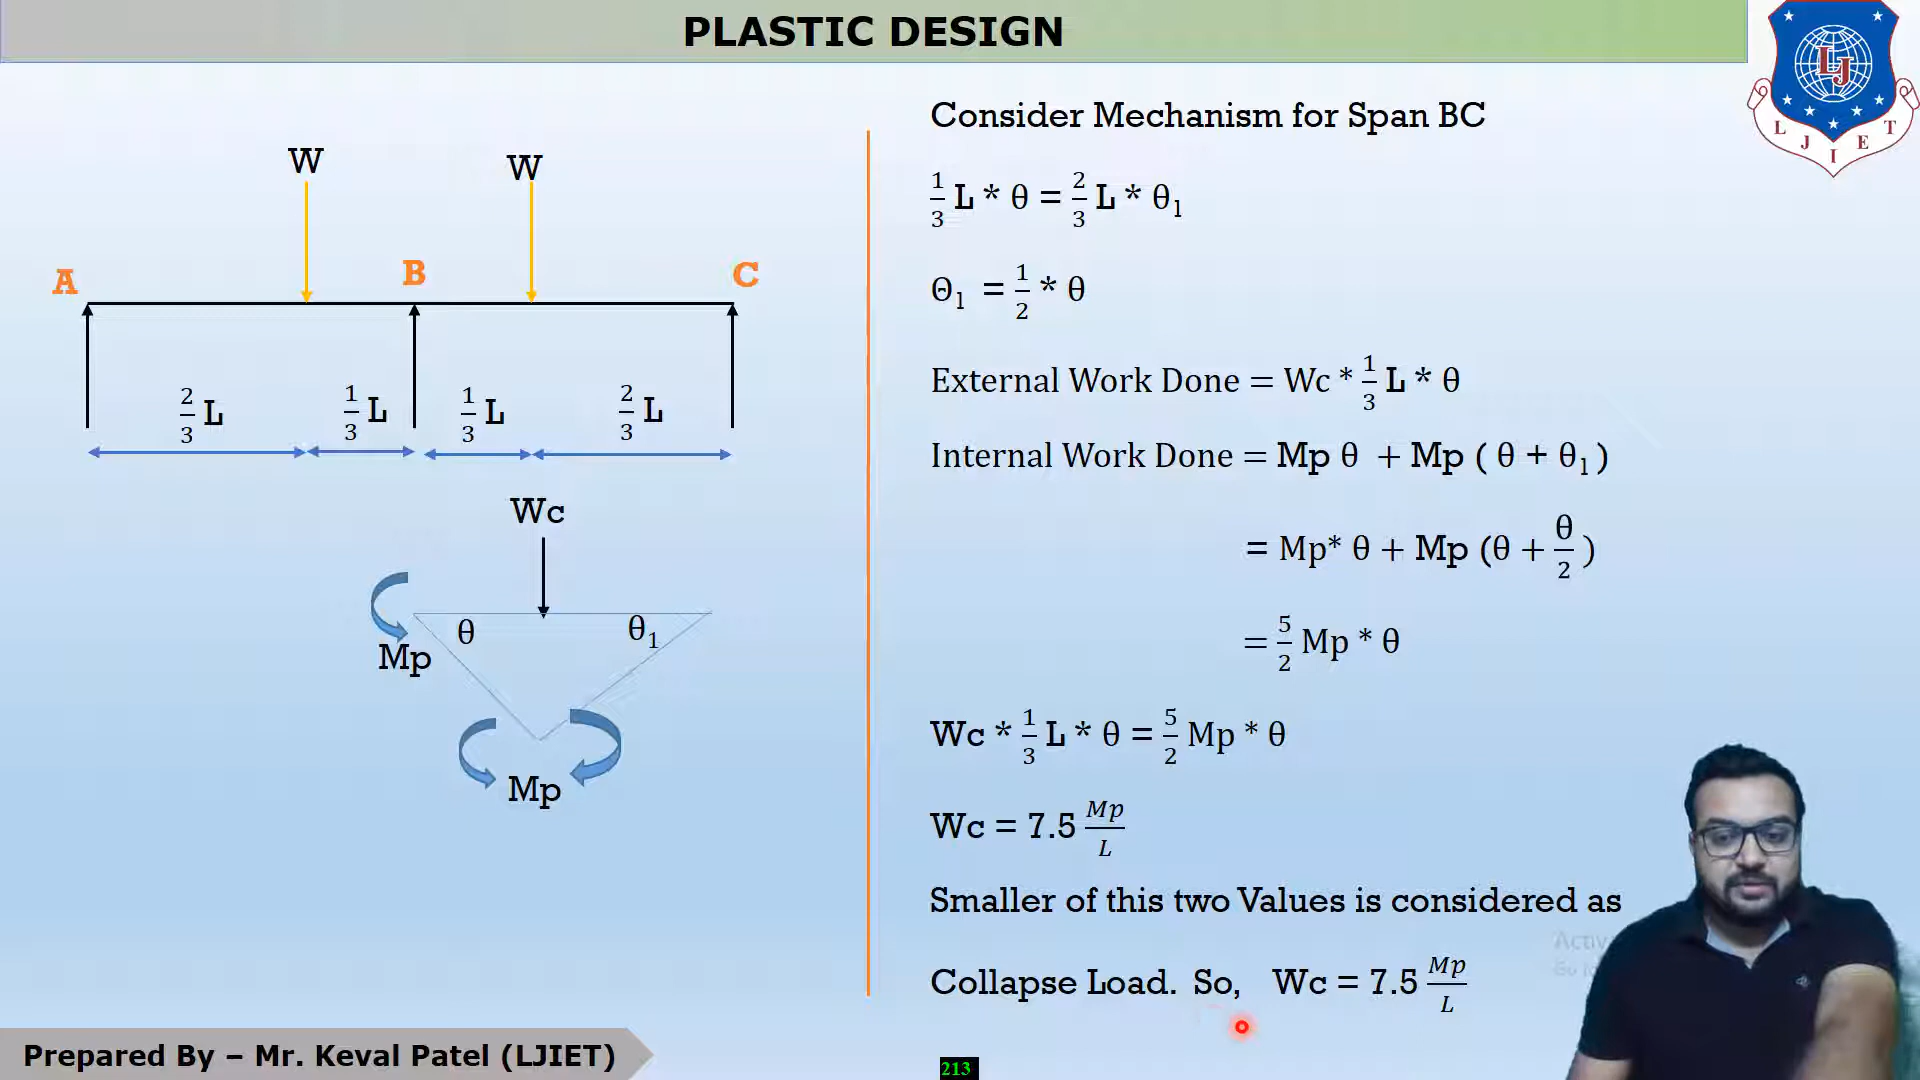 PLASTIC DESIGN
L J I E T
LJ
W W
A B C
2/3 L 1/3 L 1/3 L 2/3 L
Wc
θ θ₁
Mp
Mp
Consider Mechanism for Span BC
1/3 L * θ = 2/3 L * θ₁
Θ₁ = 1/2 * θ
External Work Done = Wc * 1/3 L * θ
Internal Work Done = Mp θ + Mp ( θ + θ₁ )
= Mp* θ + Mp (θ + θ/2 )
= 5/2 Mp * θ
Wc * 1/3 L * θ = 5/2 Mp * θ
Wc = 7.5 Mp/L
Smaller of this two Values is considered as
Collapse Load. So, Wc = 7.5 Mp/L
Prepared By – Mr. Keval Patel (LJIET)
213